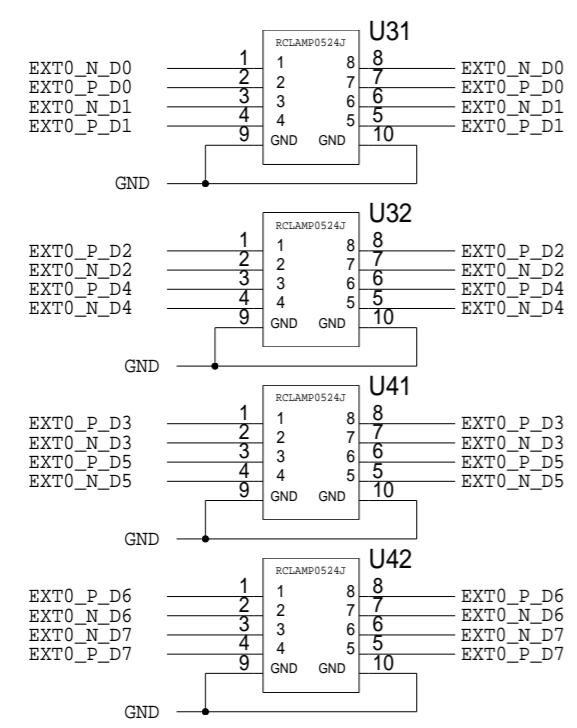 U31
RCLAMP0524J
EXT0_N_D0 1 1 8 8 EXT0_N_D0
EXT0_P_D0 2 2 7 7 EXT0_P_D0
EXT0_N_D1 3 3 6 6 EXT0_N_D1
EXT0_P_D1 4 4 5 5 EXT0_P_D1
9 GND GND 10
GND
U32
RCLAMP0524J
EXT0_P_D2 1 1 8 8 EXT0_P_D2
EXT0_N_D2 2 2 7 7 EXT0_N_D2
EXT0_P_D4 3 3 6 6 EXT0_P_D4
EXT0_N_D4 4 4 5 5 EXT0_N_D4
9 GND GND 10
GND
U41
RCLAMP0524J
EXT0_P_D3 1 1 8 8 EXT0_P_D3
EXT0_N_D3 2 2 7 7 EXT0_N_D3
EXT0_P_D5 3 3 6 6 EXT0_P_D5
EXT0_N_D5 4 4 5 5 EXT0_N_D5
9 GND GND 10
GND
U42
RCLAMP0524J
EXT0_P_D6 1 1 8 8 EXT0_P_D6
EXT0_N_D6 2 2 7 7 EXT0_N_D6
EXT0_N_D7 3 3 6 6 EXT0_N_D7
EXT0_P_D7 4 4 5 5 EXT0_P_D7
9 GND GND 10
GND